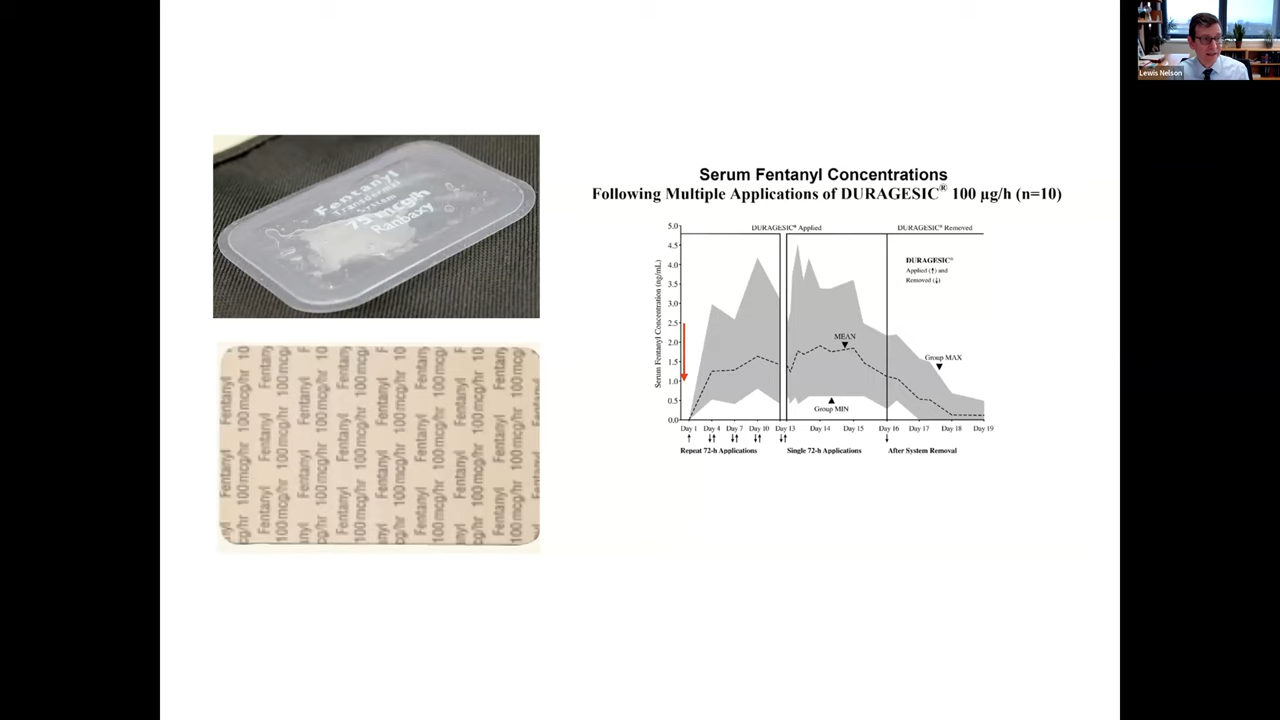 Lewis Nelson
Fentanyl
Transdermal
System
75 mcg/h
Ranbaxy
Fentanyl 100 mcg/hr
Serum Fentanyl Concentrations
Following Multiple Applications of DURAGESIC® 100 µg/h (n=10)
DURAGESIC® Applied
DURAGESIC® Removed
DURAGESIC®
Applied (↑) and
Removed (↓)
Serum Fentanyl Concentration (ng/mL)
5.0
4.5
4.0
3.5
3.0
2.5
2.0
1.5
1.0
0.5
0.0
MEAN
Group MAX
Group MIN
Day 1 Day 4 Day 7 Day 10 Day 13 Day 14 Day 15 Day 16 Day 17 Day 18 Day 19
Repeat 72-h Applications Single 72-h Applications After System Removal